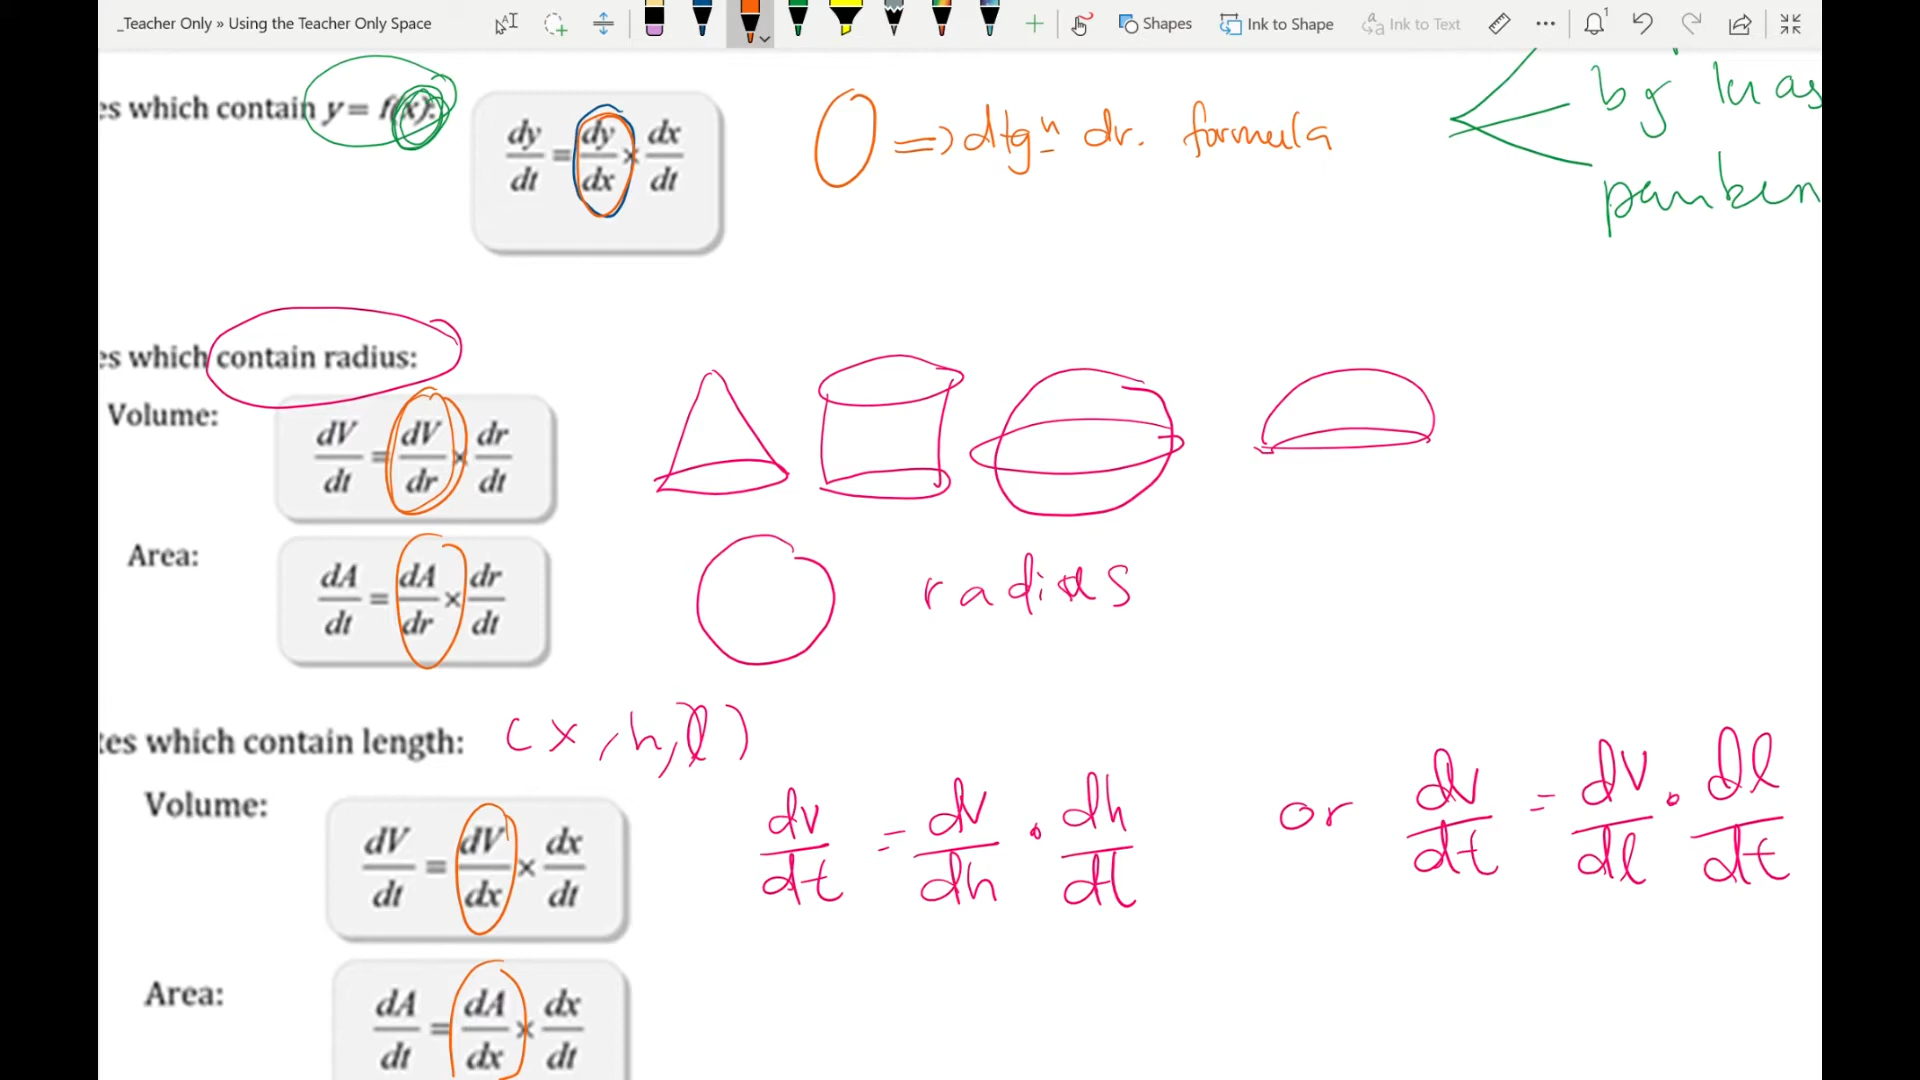 _Teacher Only » Using the Teacher Only Space
Shapes
Ink to Shape
Ink to Text
1
es which contain y = f(x):
dy/dt = dy/dx × dx/dt
⇒ dtgn dr. formula
es which contain radius:
Volume:
dV/dt = dV/dr × dr/dt
Area:
dA/dt = dA/dr × dr/dt
radius
tes which contain length: (x, h, l)
Volume:
dV/dt = dV/dx × dx/dt
dv/dt = dv/dh • dh/dt
or dv/dt = dv/dl • dl/dt
Area:
dA/dt = dA/dx × dx/dt